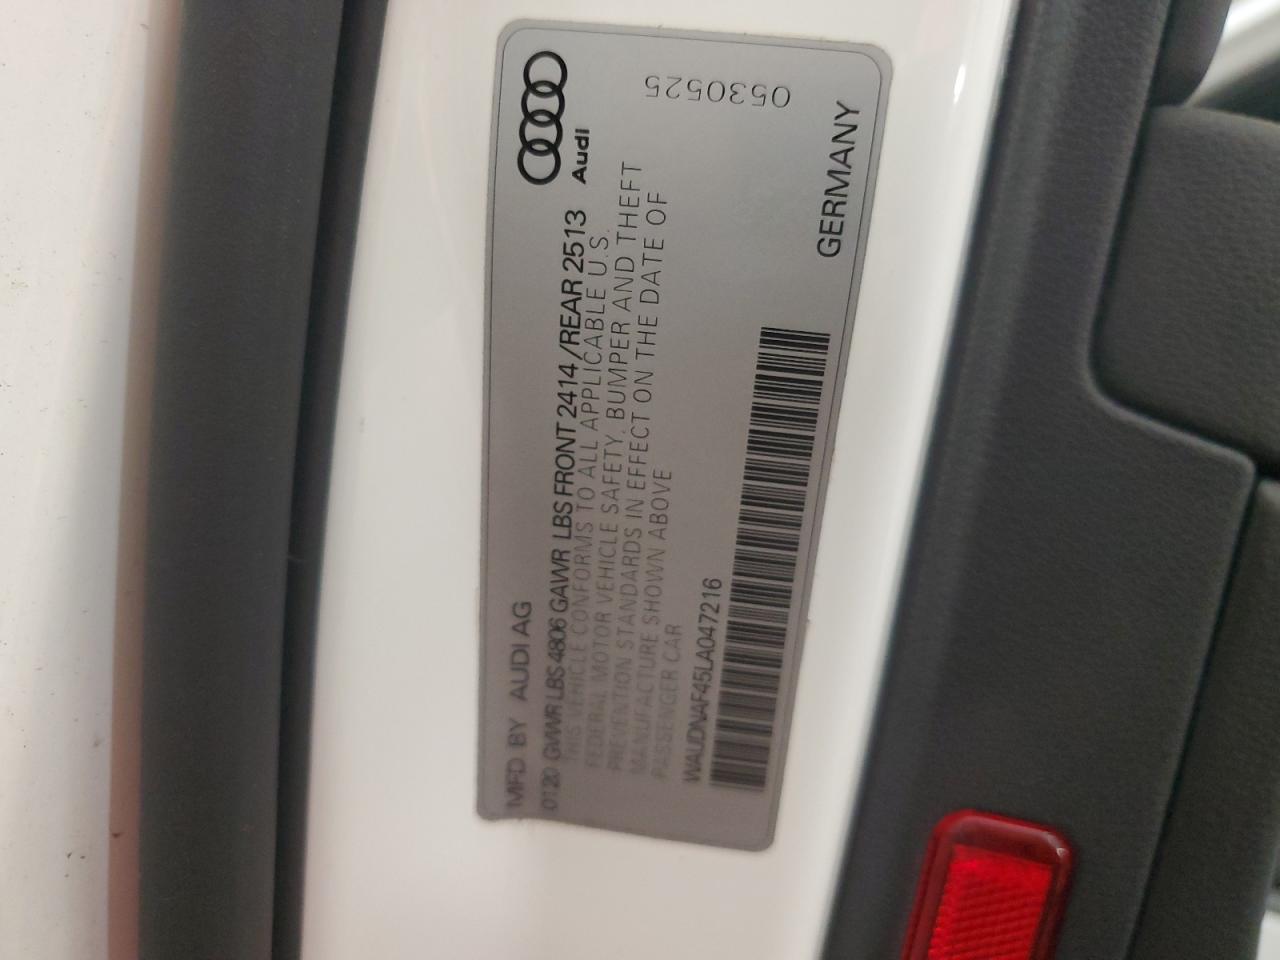 Audi
MFD BY AUDI AG
0120 GVWR LBS 4806 GAWR LBS FRONT 2414/REAR 2513
THIS VEHICLE CONFORMS TO ALL APPLICABLE U.S.
FEDERAL MOTOR VEHICLE SAFETY, BUMPER AND THEFT
PREVENTION STANDARDS IN EFFECT ON THE DATE OF
MANUFACTURE SHOWN ABOVE
PASSENGER CAR
WAUDNAF45LA047216
GERMANY
0530525